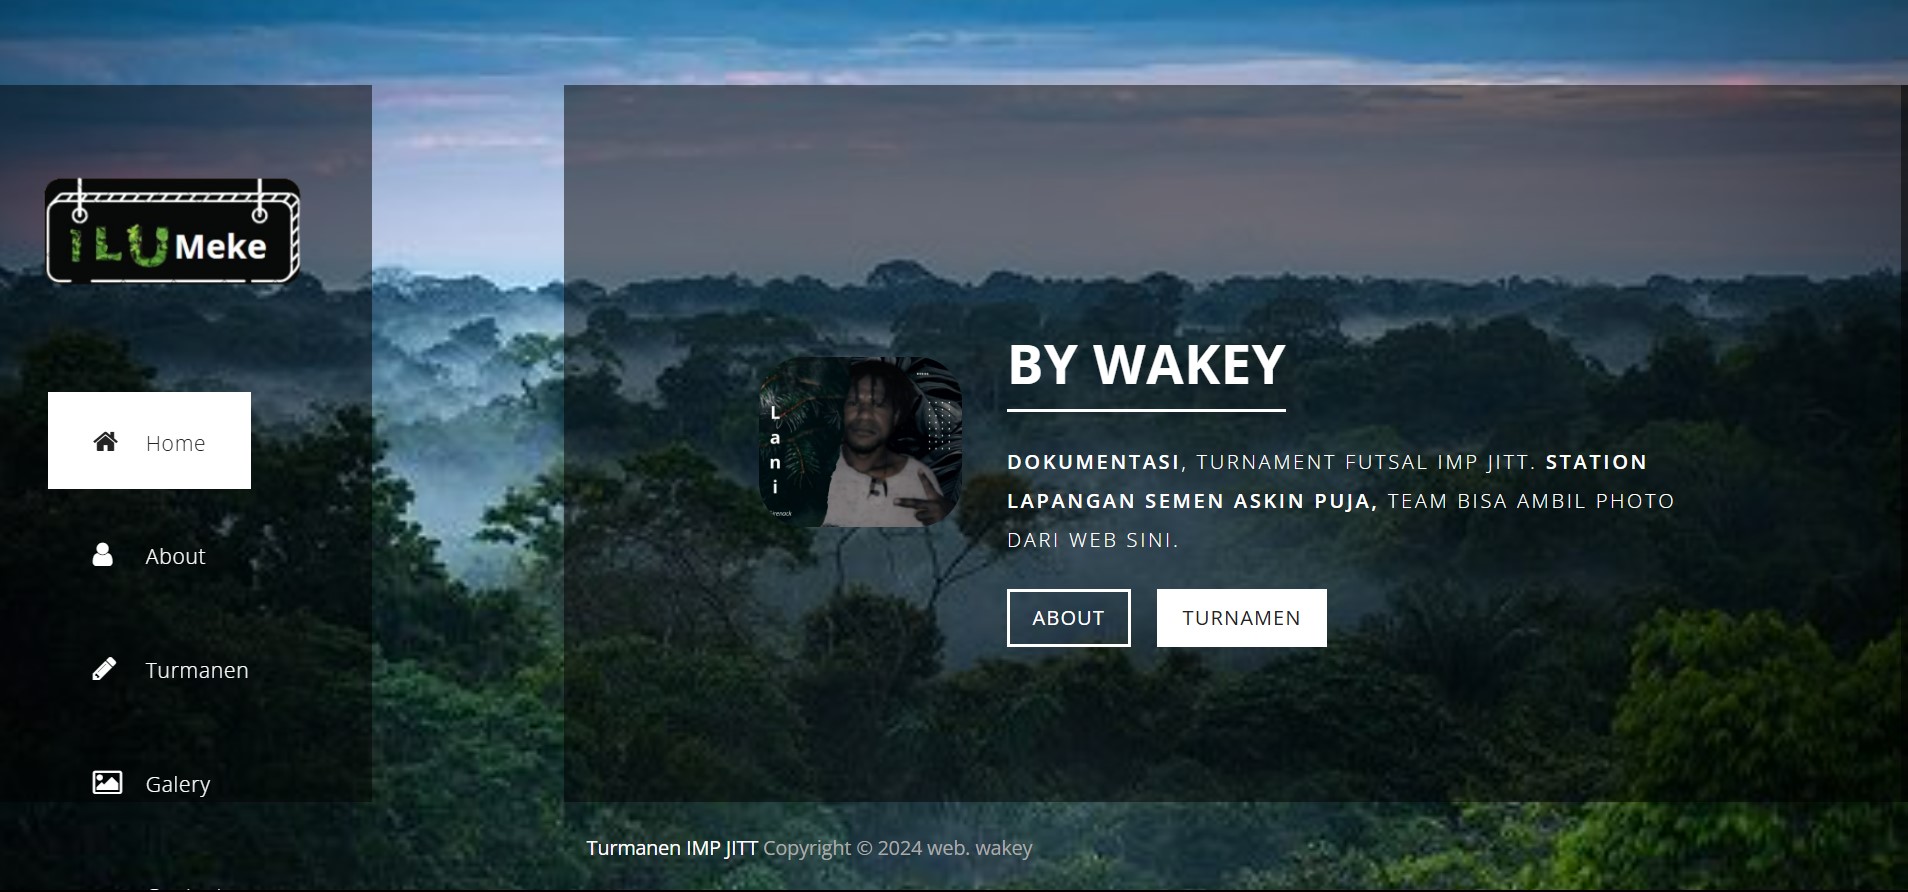 iLU Meke
Home
About
Turmanen
Galery
L
a
n
i
BY WAKEY
DOKUMENTASI, TURNAMENT FUTSAL IMP JITT. STATION
LAPANGAN SEMEN ASKIN PUJA, TEAM BISA AMBIL PHOTO
DARI WEB SINI.
ABOUT
TURNAMEN
Turmanen IMP JITT Copyright © 2024 web. wakey